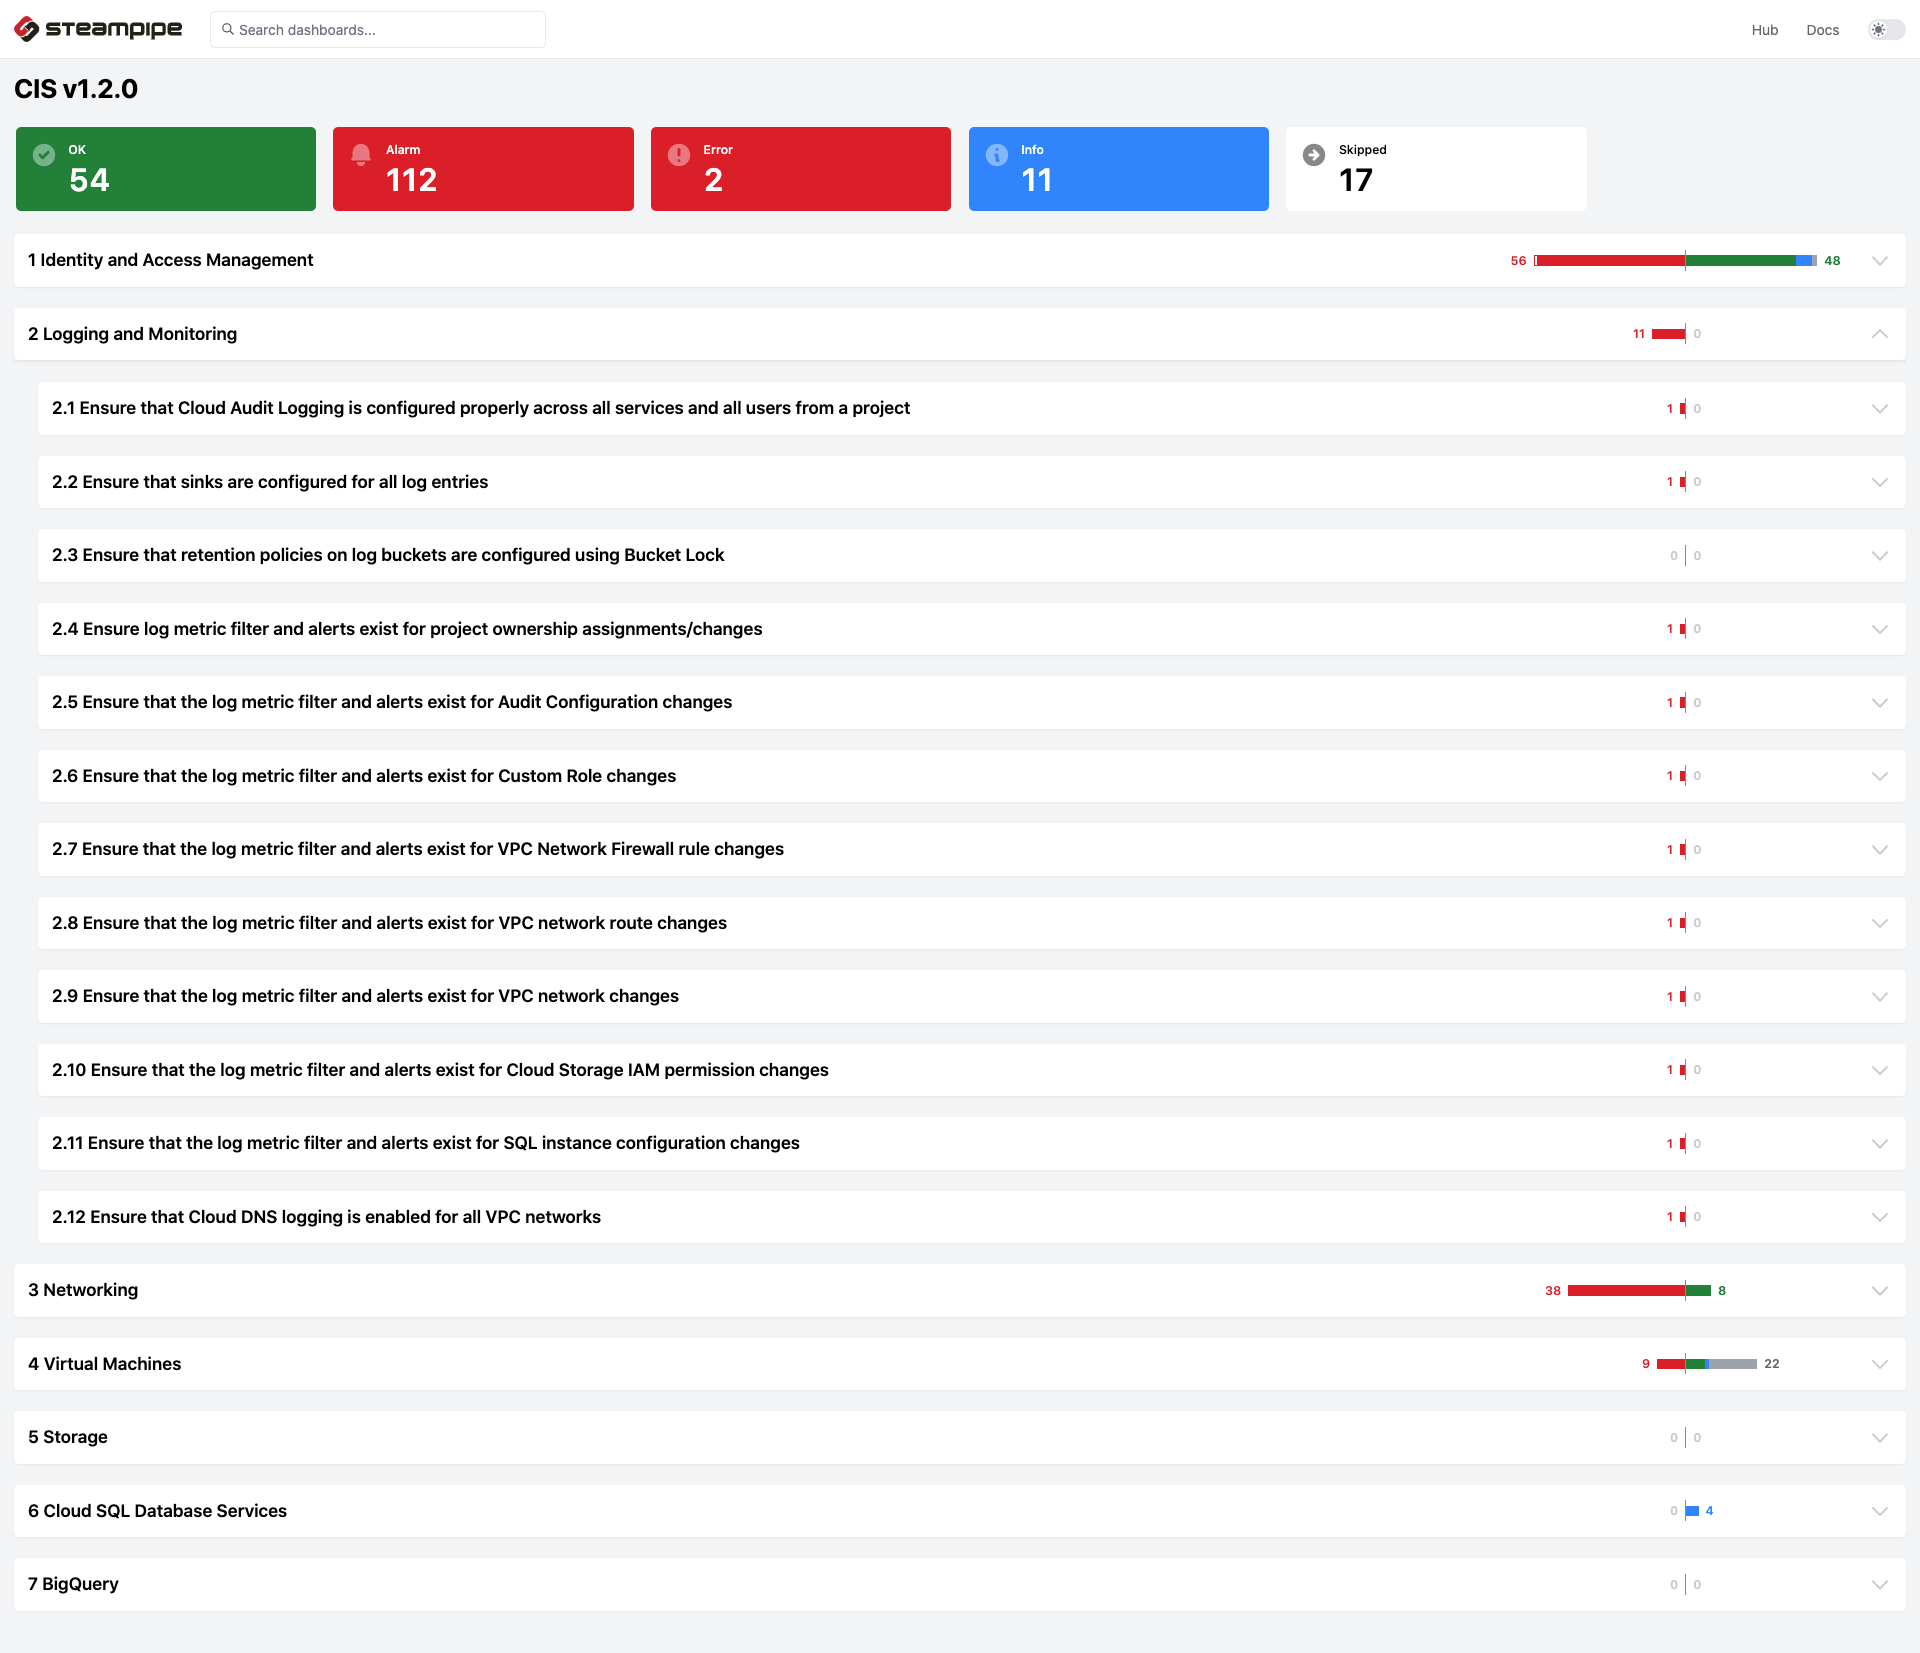 steampipe Search dashboards... Hub Docs
CIS v1.2.0
OK Alarm Error Info Skipped
54 112 2 11 17
1 Identity and Access Management 56 48
2 Logging and Monitoring 11 0
2.1 Ensure that Cloud Audit Logging is configured properly across all services and all users from a project 1 0
2.2 Ensure that sinks are configured for all log entries 1 0
2.3 Ensure that retention policies on log buckets are configured using Bucket Lock 0 0
2.4 Ensure log metric filter and alerts exist for project ownership assignments/changes 1 0
2.5 Ensure that the log metric filter and alerts exist for Audit Configuration changes 1 0
2.6 Ensure that the log metric filter and alerts exist for Custom Role changes 1 0
2.7 Ensure that the log metric filter and alerts exist for VPC Network Firewall rule changes 1 0
2.8 Ensure that the log metric filter and alerts exist for VPC network route changes 1 0
2.9 Ensure that the log metric filter and alerts exist for VPC network changes 1 0
2.10 Ensure that the log metric filter and alerts exist for Cloud Storage IAM permission changes 1 0
2.11 Ensure that the log metric filter and alerts exist for SQL instance configuration changes 1 0
2.12 Ensure that Cloud DNS logging is enabled for all VPC networks 1 0
3 Networking 38 8
4 Virtual Machines 9 22
5 Storage 0 0
6 Cloud SQL Database Services 0 4
7 BigQuery 0 0